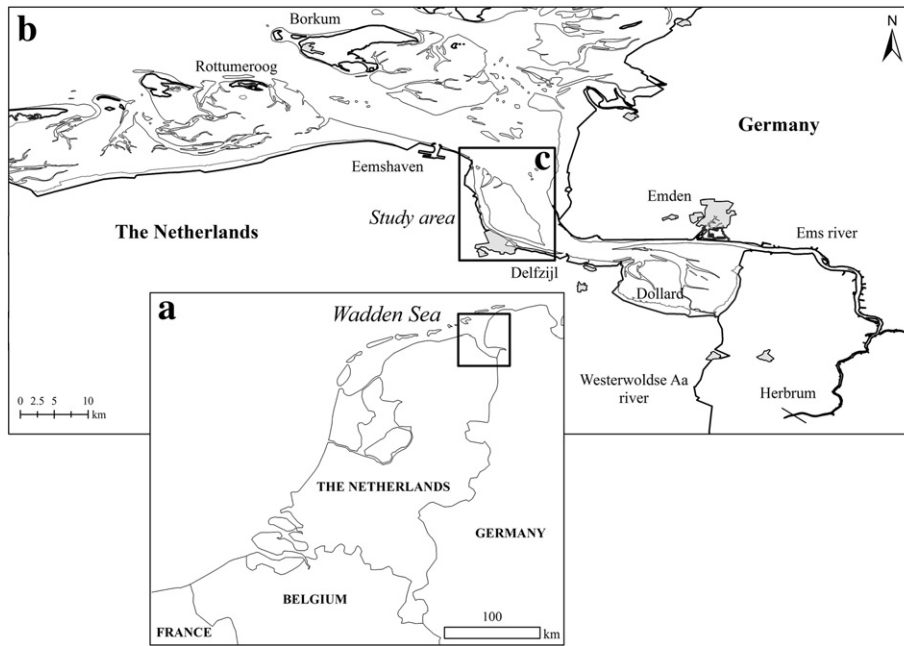 b
Borkum
N
Rottumeroog
Germany
Eemshaven
c
Study area
Emden
The Netherlands
Ems river
Delfzijl
Dollard
a
Wadden Sea
Westerwoldse Aa
river
Herbrum
0 2.5 5 10
km
THE NETHERLANDS
GERMANY
BELGIUM
100
km
FRANCE